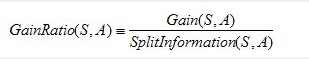 GainRatio(S, A) ≡ Gain(S, A) / SplitInformation(S, A)